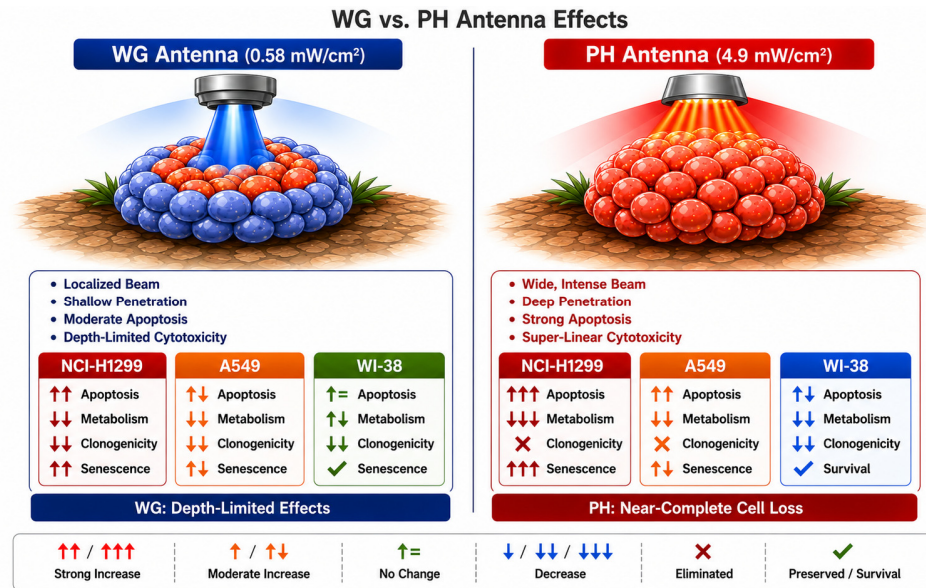 WG vs. PH Antenna Effects
WG Antenna (0.58 mW/cm²)
• Localized Beam
• Shallow Penetration
• Moderate Apoptosis
• Depth-Limited Cytotoxicity
NCI-H1299
↑↑ Apoptosis
↓↓ Metabolism
↓↓ Clonogenicity
↑↑ Senescence
A549
↑↓ Apoptosis
↓↓ Metabolism
↓↓ Clonogenicity
↑↓ Senescence
WI-38
↑= Apoptosis
↑↓ Metabolism
↓↓ Clonogenicity
✓ Senescence
WG: Depth-Limited Effects
PH Antenna (4.9 mW/cm²)
• Wide, Intense Beam
• Deep Penetration
• Strong Apoptosis
• Super-Linear Cytotoxicity
NCI-H1299
↑↑↑ Apoptosis
↓↓↓ Metabolism
✗ Clonogenicity
↑↑↑ Senescence
A549
↑↑ Apoptosis
↓↓ Metabolism
✗ Clonogenicity
↑↓ Senescence
WI-38
↑↓ Apoptosis
↓↓ Metabolism
↓↓ Clonogenicity
✓ Survival
PH: Near-Complete Cell Loss
↑↑ / ↑↑↑
Strong Increase
↑ / ↑↓
Moderate Increase
↑=
No Change
↓ / ↓↓ / ↓↓↓
Decrease
✗
Eliminated
✓
Preserved / Survival